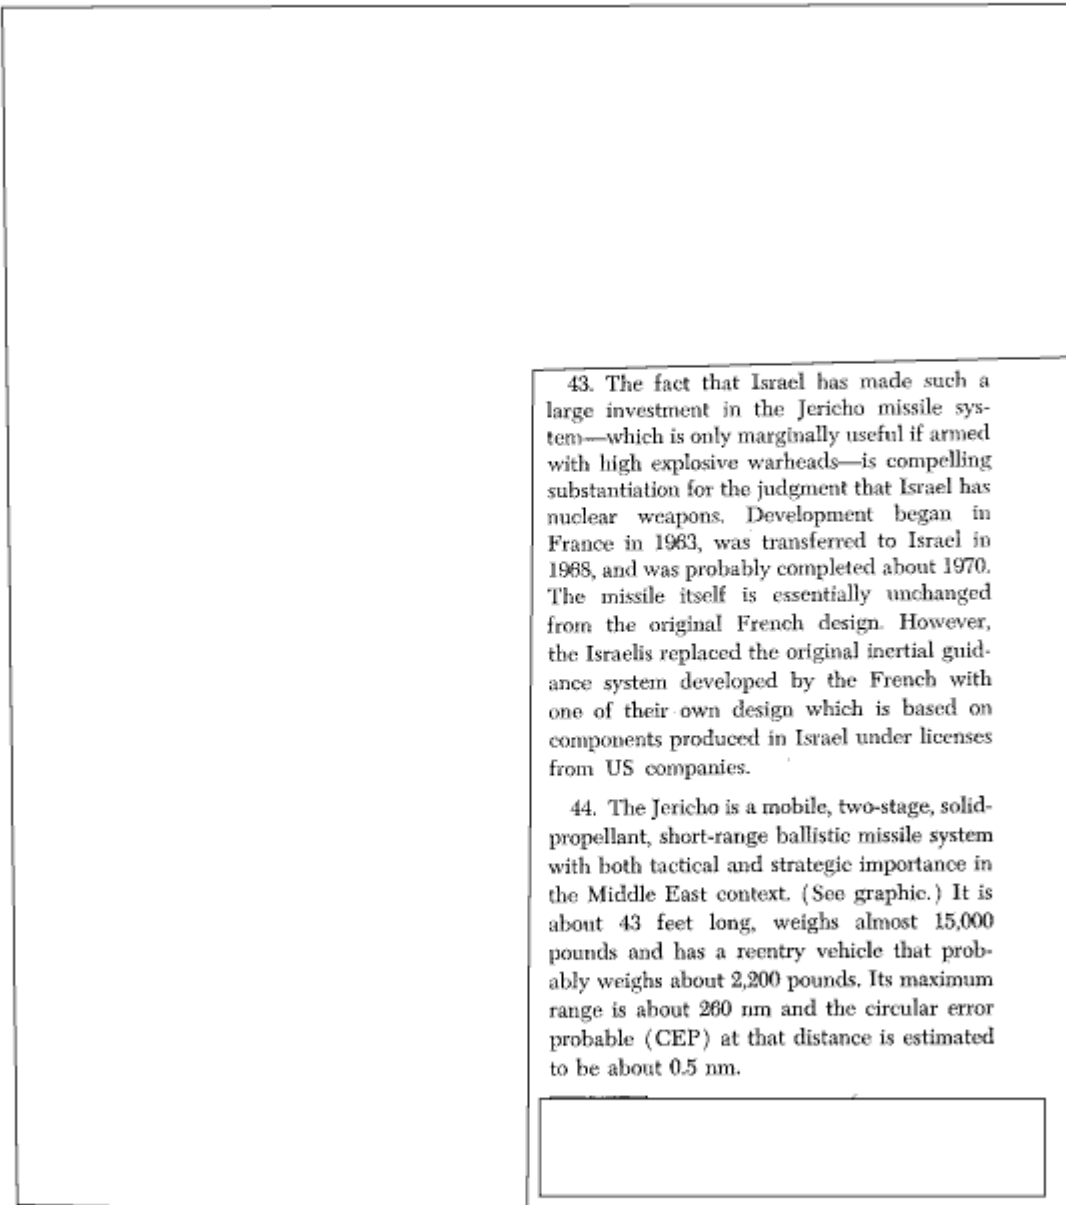 43. The fact that Israel has made such a
large investment in the Jericho missile sys-
tem—which is only marginally useful if armed
with high explosive warheads—is compelling
substantiation for the judgment that Israel has
nuclear weapons. Development began in
France in 1963, was transferred to Israel in
1968, and was probably completed about 1970.
The missile itself is essentially unchanged
from the original French design. However,
the Israelis replaced the original inertial guid-
ance system developed by the French with
one of their own design which is based on
components produced in Israel under licenses
from US companies.
44. The Jericho is a mobile, two-stage, solid-
propellant, short-range ballistic missile system
with both tactical and strategic importance in
the Middle East context. (See graphic.) It is
about 43 feet long, weighs almost 15,000
pounds and has a reentry vehicle that prob-
ably weighs about 2,200 pounds. Its maximum
range is about 260 nm and the circular error
probable (CEP) at that distance is estimated
to be about 0.5 nm.